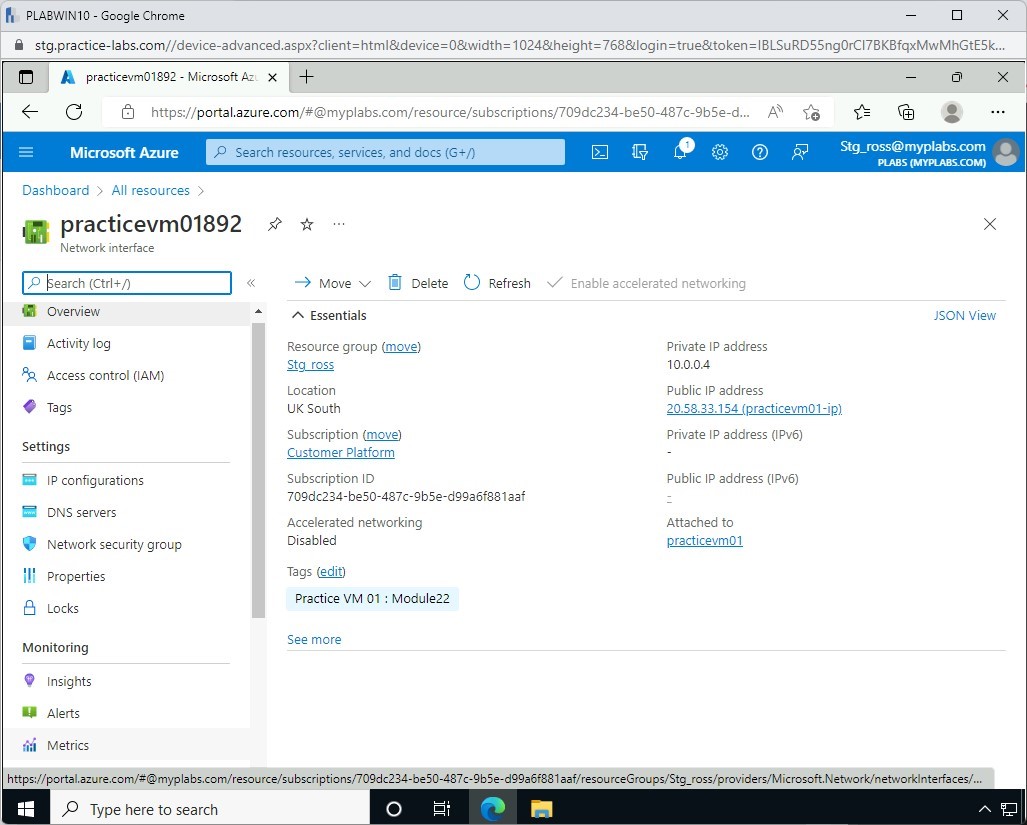 PLABWIN10 - Google Chrome
stg.practice-labs.com//device-advanced.aspx?client=html&device=0&width=1024&height=768&login=true&token=IBLSuRD55ng0rCI7BKBfqxMwMhGtE5k...
practicevm01892 - Microsoft Azu
https://portal.azure.com/#@myplabs.com/resource/subscriptions/709dc234-be50-487c-9b5e-d...
Microsoft Azure
Search resources, services, and docs (G+/)
1
Stg_ross@myplabs.com
PLABS (MYPLABS.COM)
Dashboard > All resources >
practicevm01892
Network interface
Search (Ctrl+/)
Move
Delete
Refresh
Enable accelerated networking
Overview
Activity log
Access control (IAM)
Tags
Settings
IP configurations
DNS servers
Network security group
Properties
Locks
Monitoring
Insights
Alerts
Metrics
Essentials
JSON View
Resource group (move)
Stg_ross
Location
UK South
Subscription (move)
Customer Platform
Subscription ID
709dc234-be50-487c-9b5e-d99a6f881aaf
Accelerated networking
Disabled
Private IP address
10.0.0.4
Public IP address
20.58.33.154 (practicevm01-ip)
Private IP address (IPv6)
-
Public IP address (IPv6)
-
Attached to
practicevm01
Tags (edit)
Practice VM 01 : Module22
See more
https://portal.azure.com/#@myplabs.com/resource/subscriptions/709dc234-be50-487c-9b5e-d99a6f881aaf/resourceGroups/Stg_ross/providers/Microsoft.Network/networkInterfaces/...
Type here to search